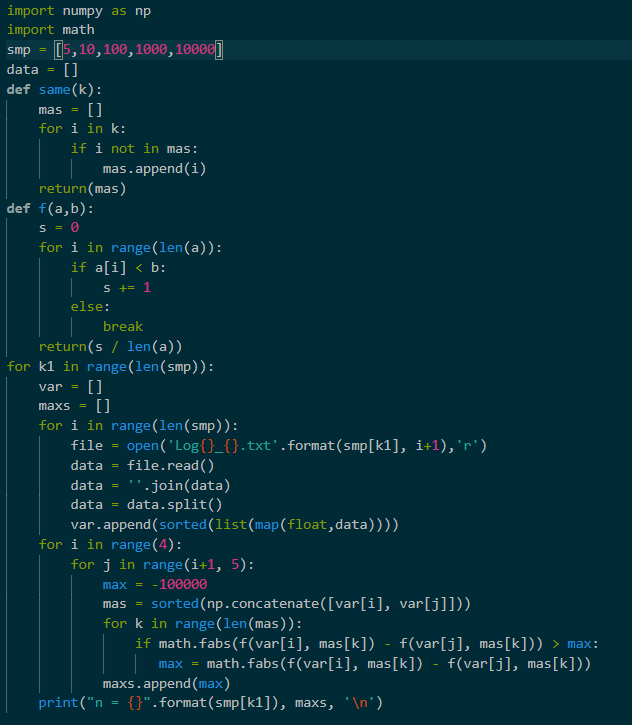 import numpy as np
import math
smp = [5,10,100,1000,10000]
data = []
def same(k):
    mas = []
    for i in k:
        if i not in mas:
            mas.append(i)
    return(mas)
def f(a,b):
    s = 0
    for i in range(len(a)):
        if a[i] < b:
            s += 1
        else:
            break
    return(s / len(a))
for k1 in range(len(smp)):
    var = []
    maxs = []
    for i in range(len(smp)):
        file = open('Log{}_{}.txt'.format(smp[k1], i+1),'r')
        data = file.read()
        data = ''.join(data)
        data = data.split()
        var.append(sorted(list(map(float,data))))
    for i in range(4):
        for j in range(i+1, 5):
            max = -100000
            mas = sorted(np.concatenate([var[i], var[j]]))
            for k in range(len(mas)):
                if math.fabs(f(var[i], mas[k]) - f(var[j], mas[k])) > max:
                    max = math.fabs(f(var[i], mas[k]) - f(var[j], mas[k]))
            maxs.append(max)
    print("n = {}".format(smp[k1]), maxs, '\n')